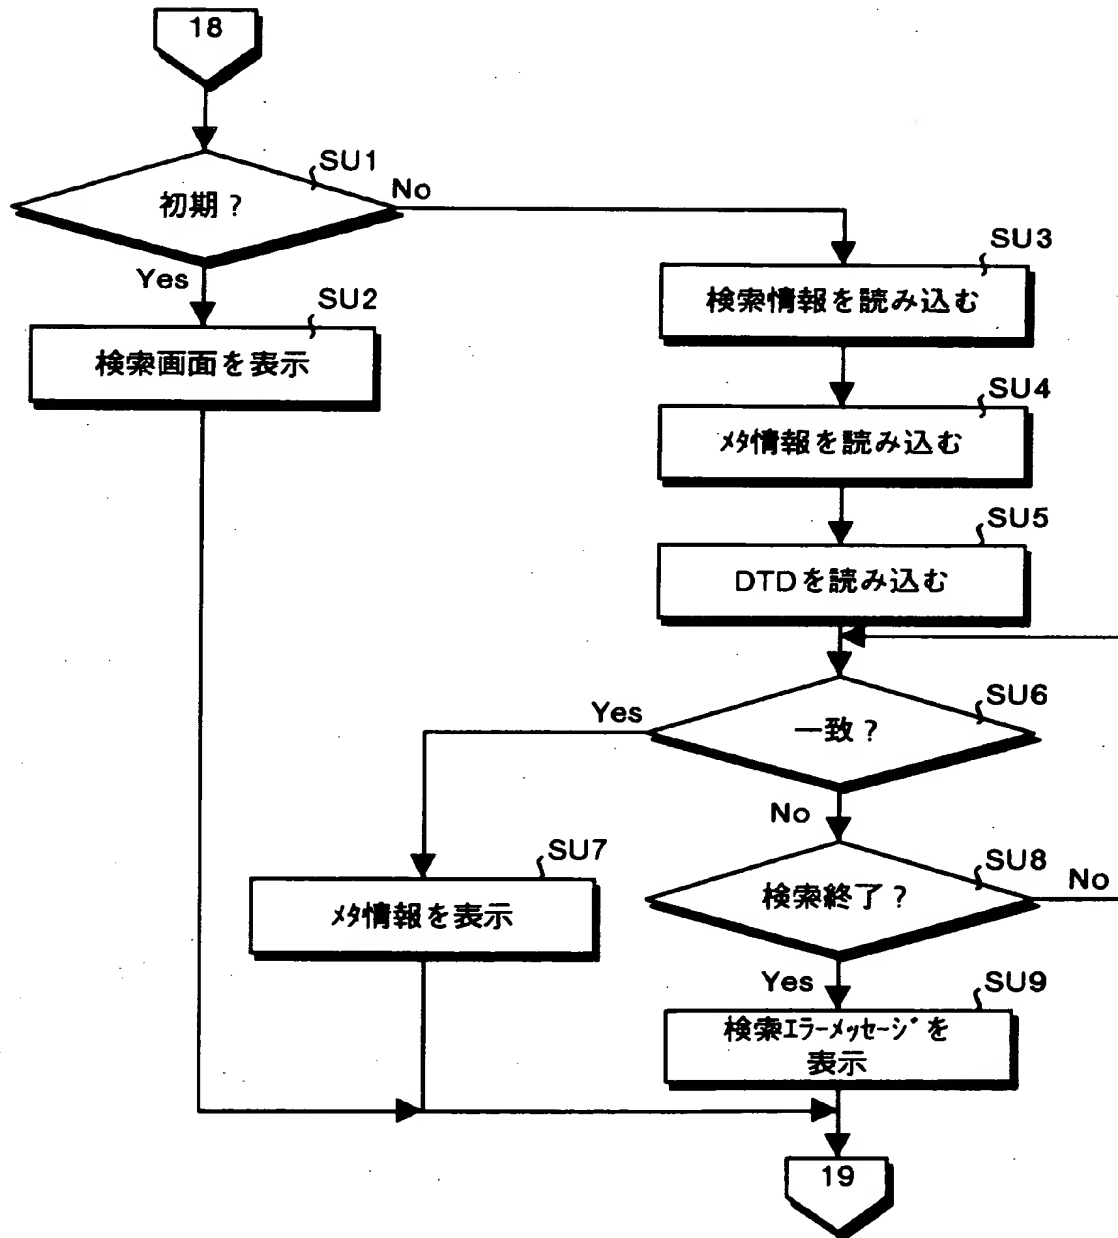 18
SU1
初期?
No
Yes
SU2
検索画面を表示
SU3
検索情報を読み込む
SU4
メタ情報を読み込む
SU5
DTDを読み込む
SU6
一致?
Yes
No
SU7
メタ情報を表示
SU8
検索終了?
No
Yes
SU9
検索エラーメッセージを
表示
19